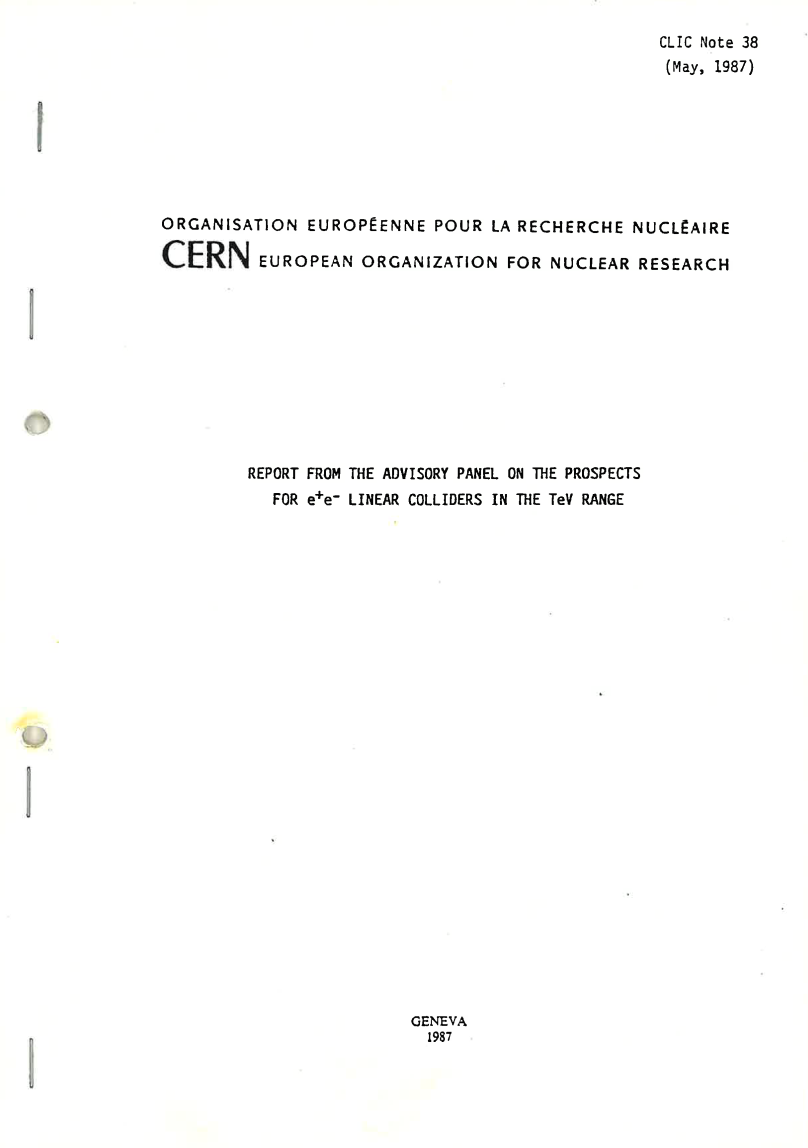 CLIC Note 38
(May, 1987)
ORGANISATION EUROPÉENNE POUR LA RECHERCHE NUCLÉAIRE
CERN EUROPEAN ORGANIZATION FOR NUCLEAR RESEARCH
REPORT FROM THE ADVISORY PANEL ON THE PROSPECTS
FOR e⁺e⁻ LINEAR COLLIDERS IN THE TeV RANGE
GENEVA
1987